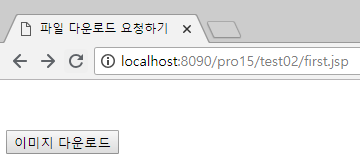 파일 다운로드 요청하기
localhost:8090/pro15/test02/first.jsp
이미지 다운로드